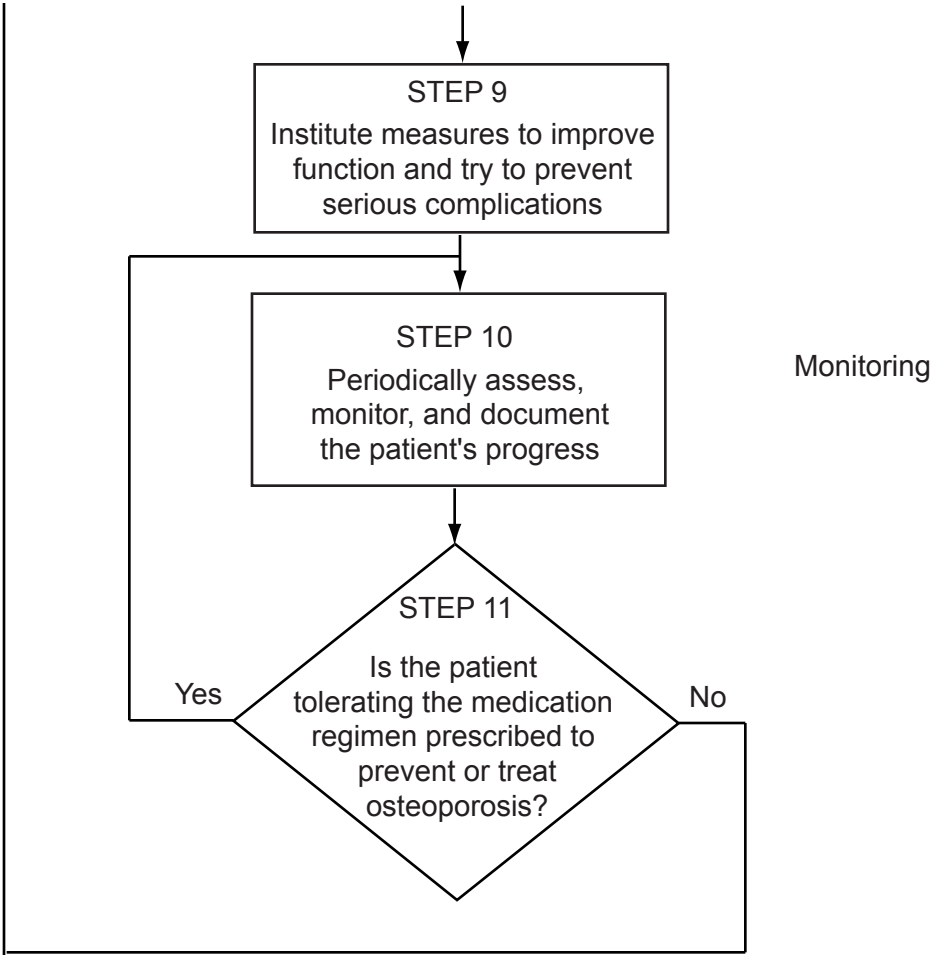 STEP 9
Institute measures to improve
function and try to prevent
serious complications
STEP 10
Periodically assess,
monitor, and document
the patient's progress
Monitoring
STEP 11
Is the patient
tolerating the medication
regimen prescribed to
prevent or treat
osteoporosis?
Yes
No